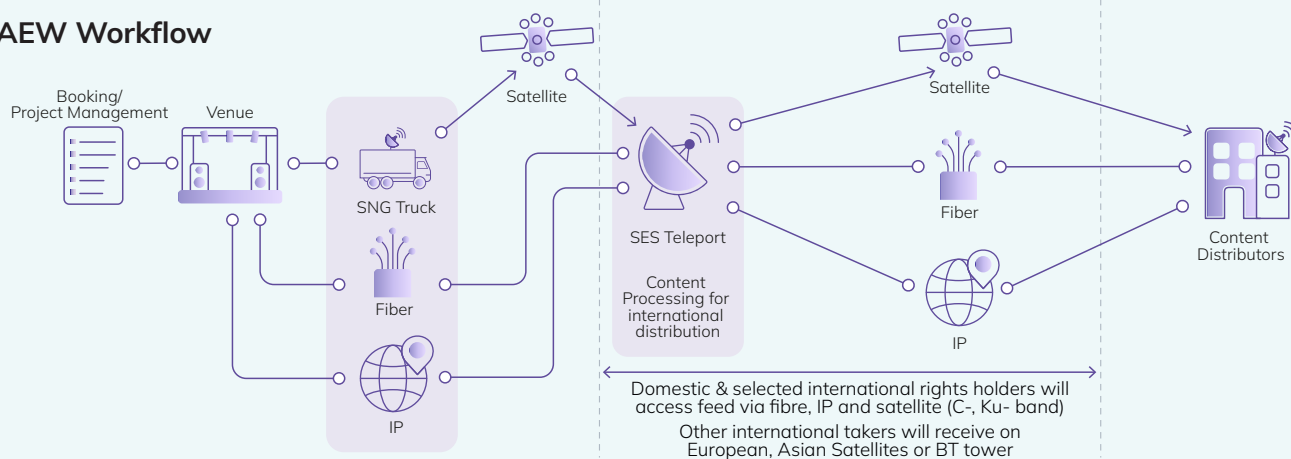 AEW Workflow
Booking/
Project Management
Venue
SNG Truck
Fiber
IP
Satellite
SES Teleport
Content
Processing for
international
distribution
Satellite
Fiber
IP
Content
Distributors
Domestic & selected international rights holders will
access feed via fibre, IP and satellite (C-, Ku- band)
Other international takers will receive on
European, Asian Satellites or BT tower